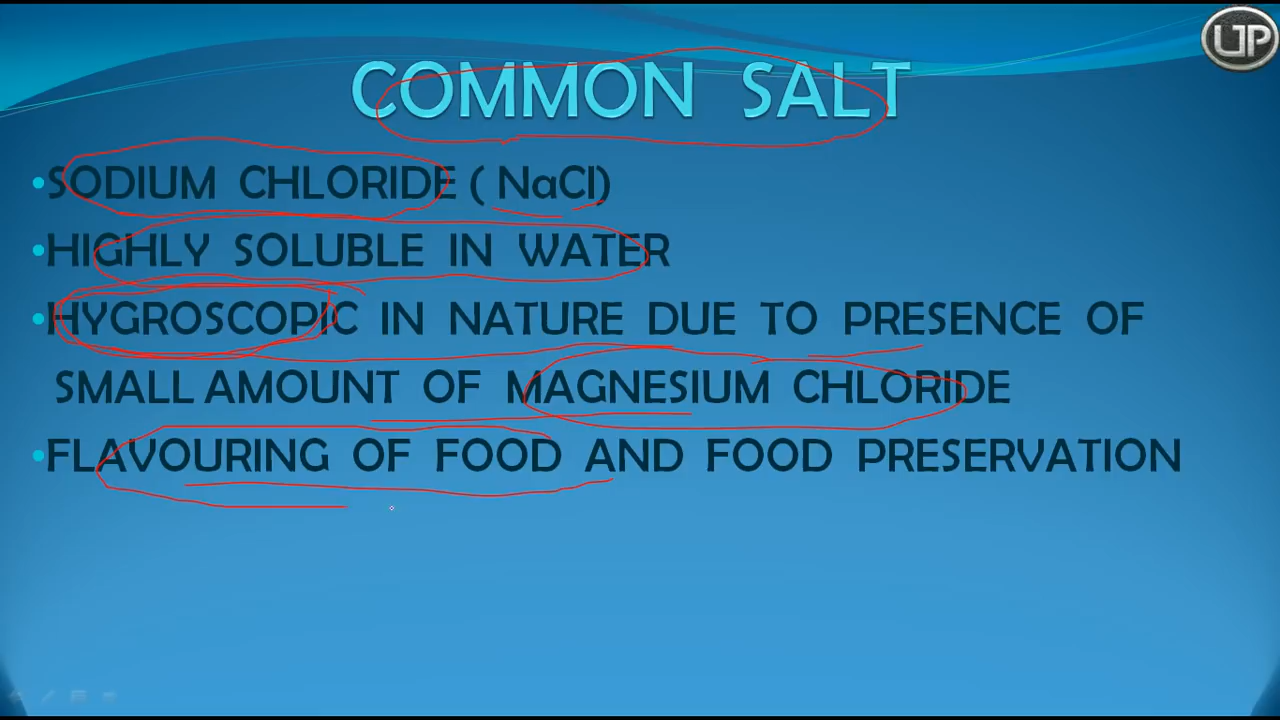 UP
COMMON SALT
•SODIUM CHLORIDE ( NaCl)
•HIGHLY SOLUBLE IN WATER
•HYGROSCOPIC IN NATURE DUE TO PRESENCE OF
SMALL AMOUNT OF MAGNESIUM CHLORIDE
•FLAVOURING OF FOOD AND FOOD PRESERVATION